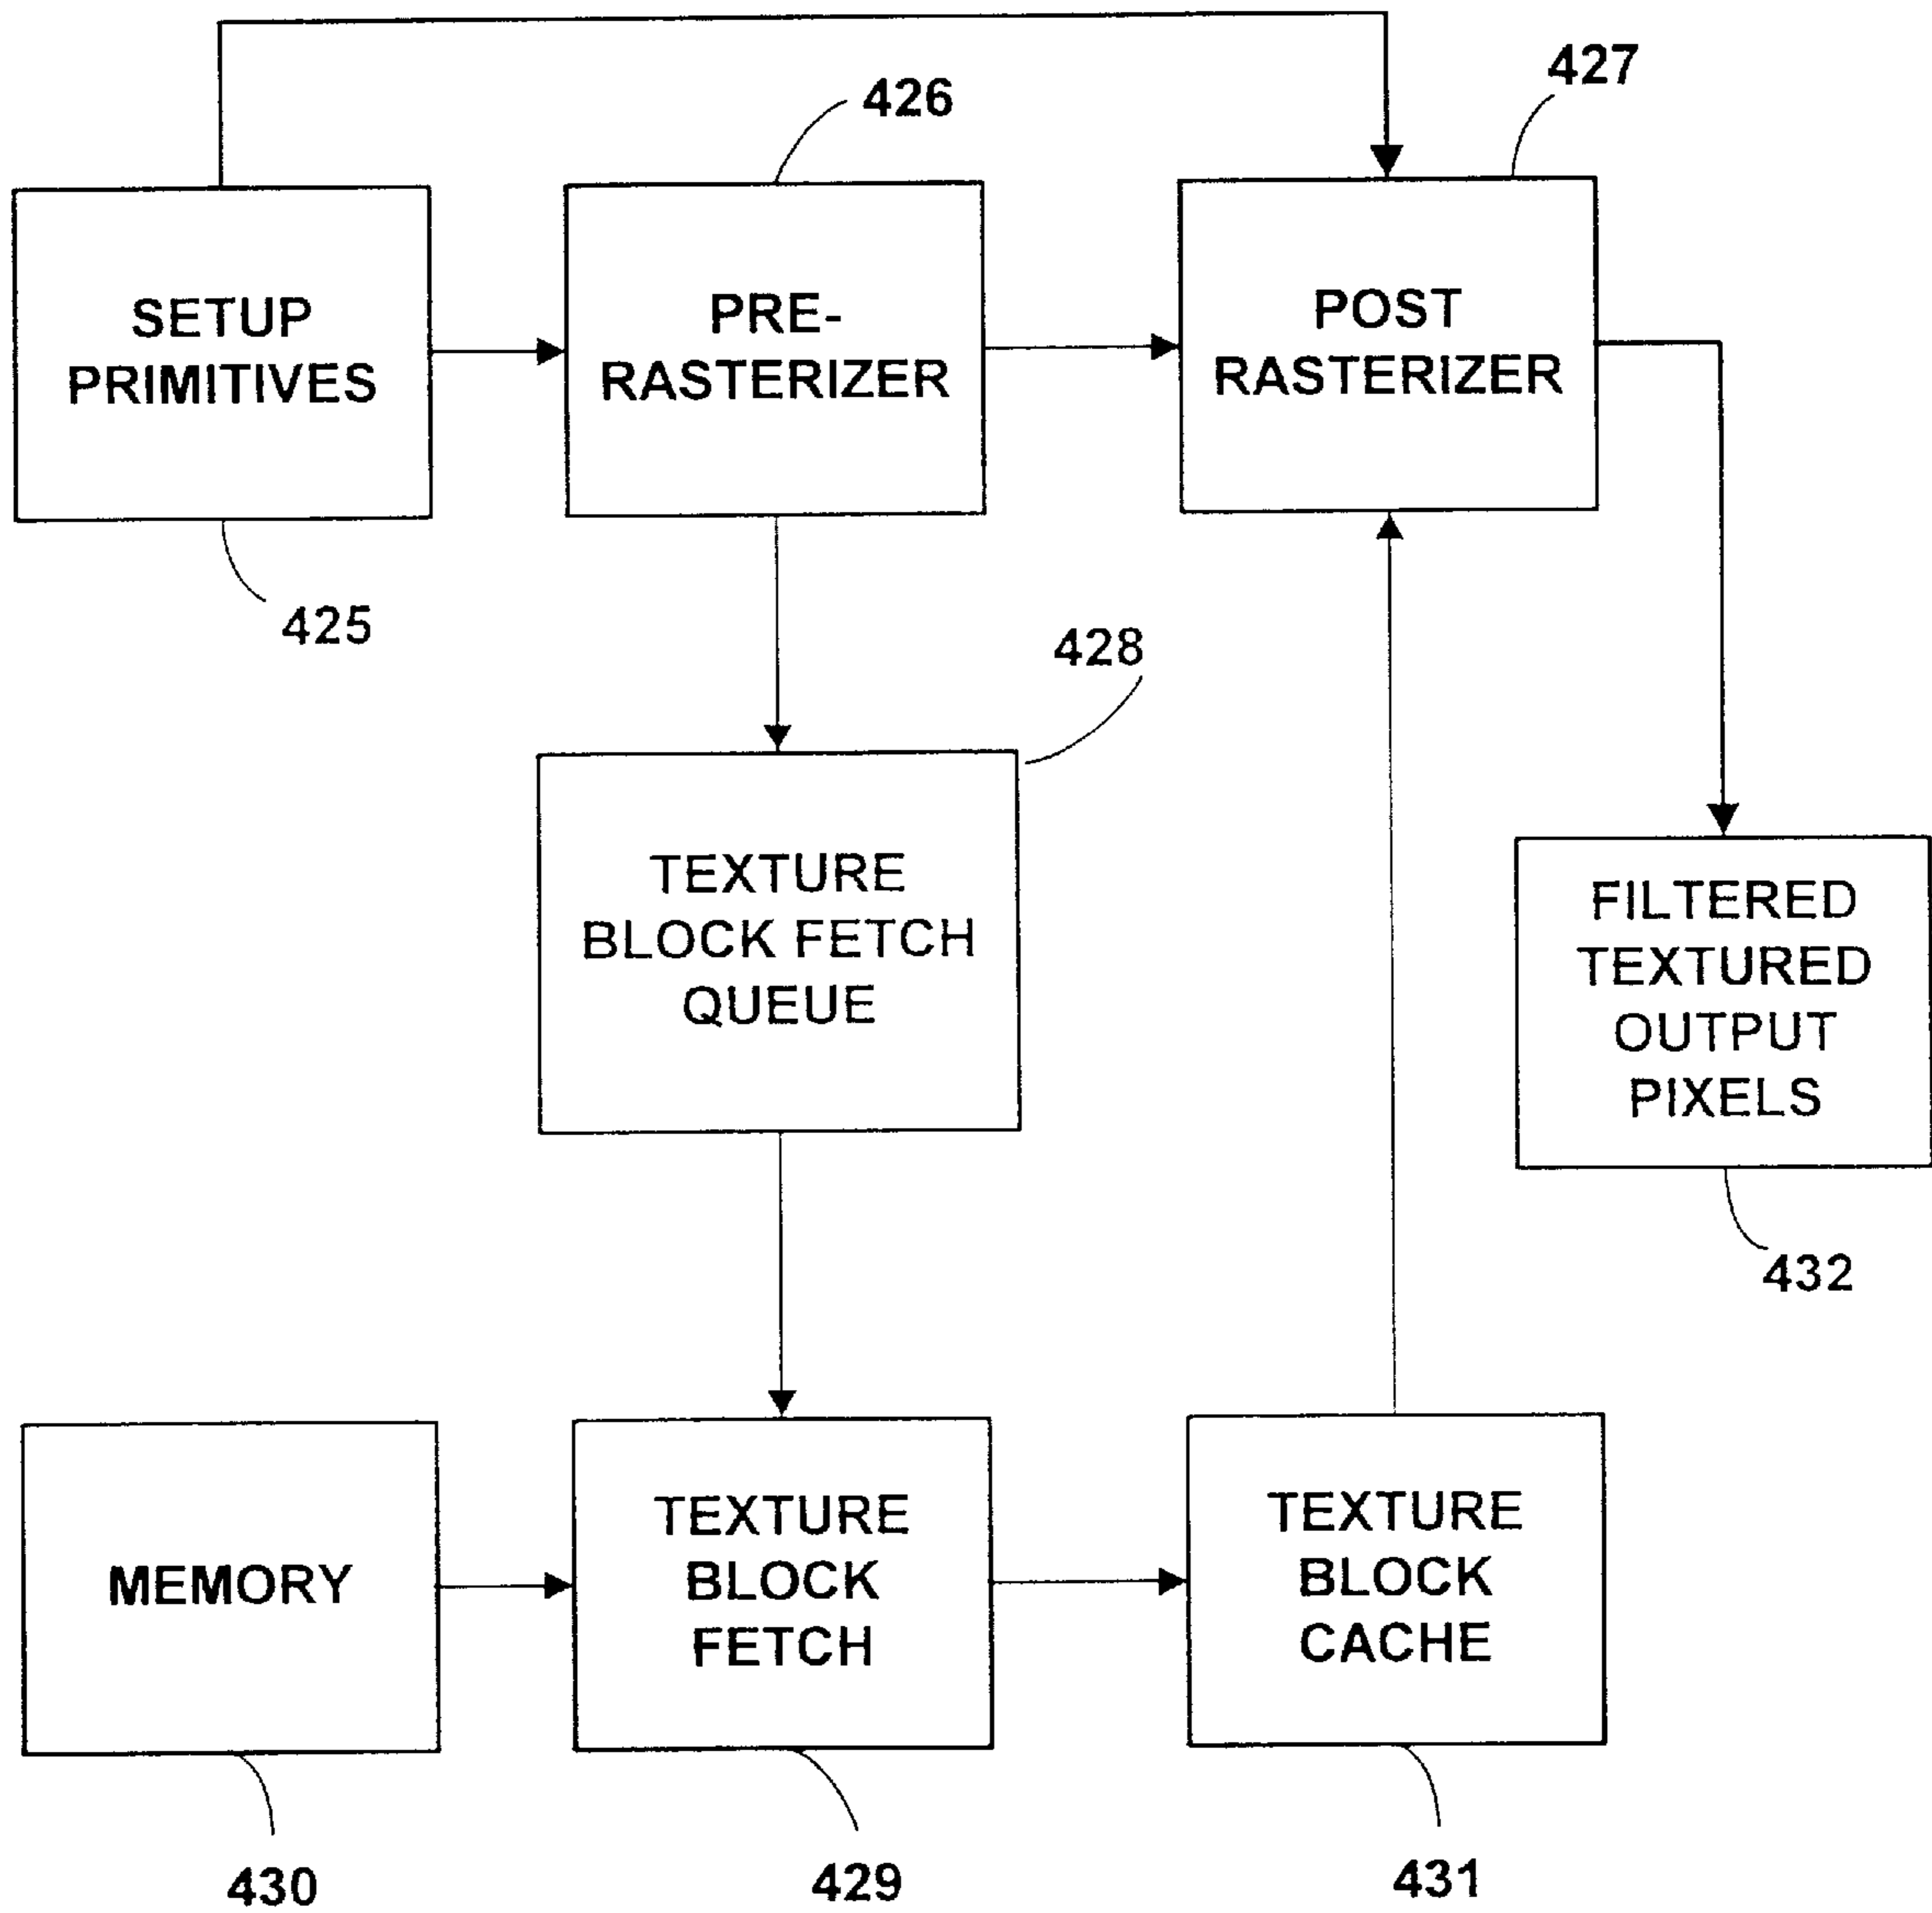 427
426
SETUP
PRIMITIVES
PRE-
RASTERIZER
POST
RASTERIZER
425
428
TEXTURE
BLOCK FETCH
QUEUE
FILTERED
TEXTURED
OUTPUT
PIXELS
432
MEMORY
TEXTURE
BLOCK
FETCH
TEXTURE
BLOCK
CACHE
430
429
431